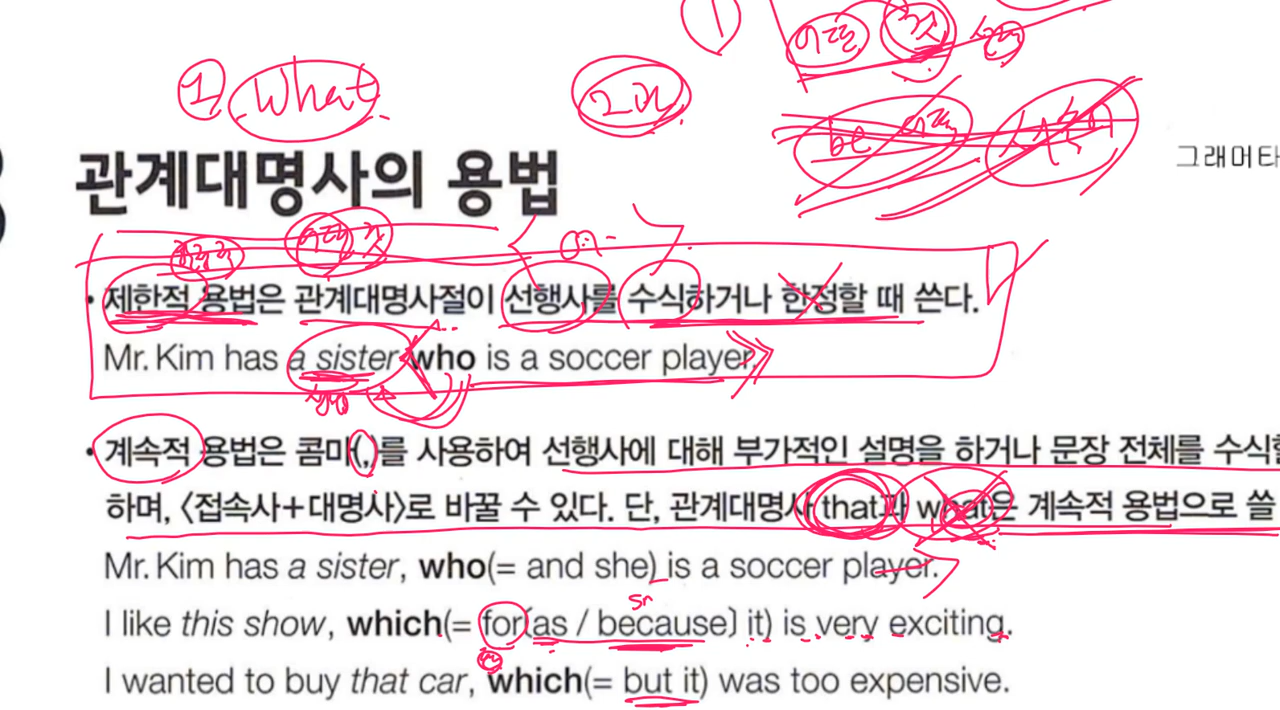 1
어떤 것
① What
2개
관계대명사의 용법
그래머타
어떤 것
• 제한적 용법은 관계대명사절이 선행사를 수식하거나 한정할 때 쓴다.
Mr. Kim has a sister who is a soccer player.
• 계속적 용법은 콤마(,)를 사용하여 선행사에 대해 부가적인 설명을 하거나 문장 전체를 수식
하며, 〈접속사+대명사〉로 바꿀 수 있다. 단, 관계대명사 that과 what은 계속적 용법으로 쓸
Mr. Kim has a sister, who(= and she) is a soccer player.
I like this show, which(= for[as / because] it) is very exciting.
I wanted to buy that car, which(= but it) was too expensive.